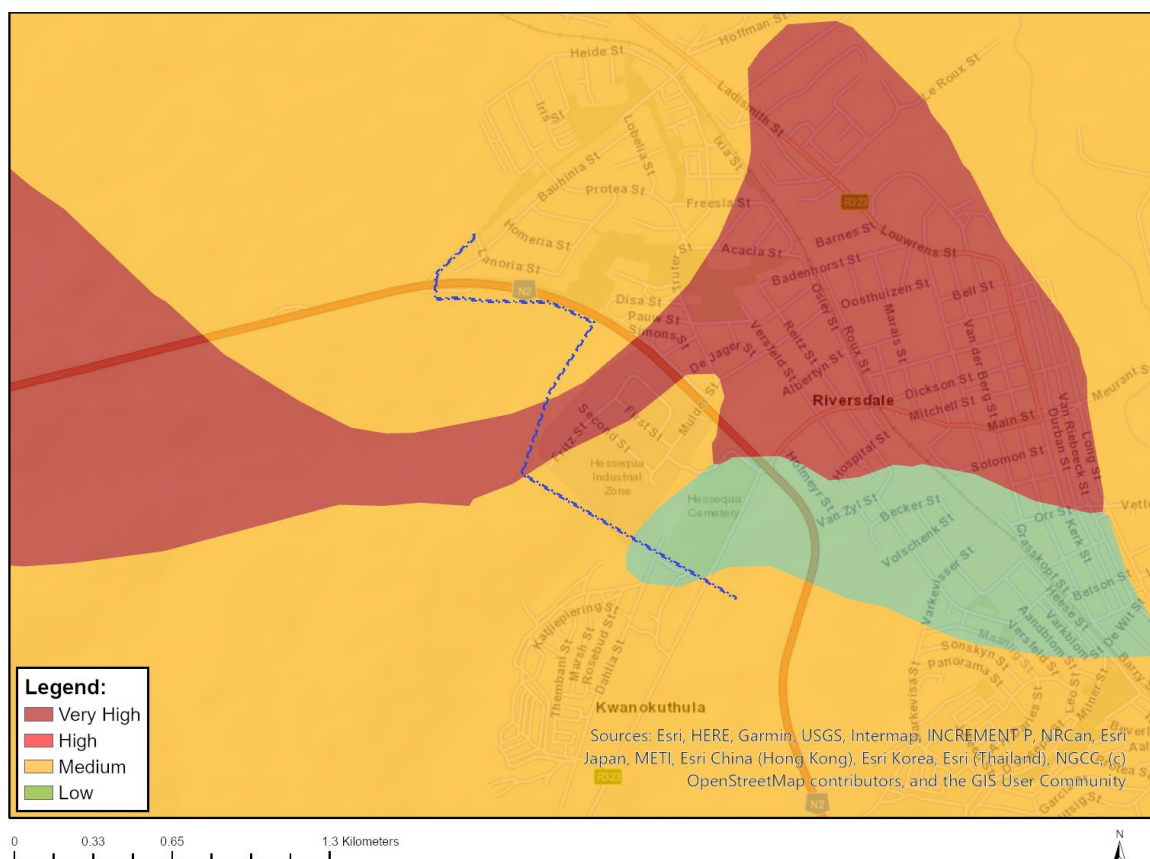 Hoffman St
Heide St
Le Roux St
Ladismith St
Iris St
Lobelia St
Ixia St
Bauhinia St
Protea St
Freesia St
R323
Barnes St
Louwrens St
Homeria St
Acacia St
Lanoria St
Truter St
Badenhorst St
N2
Disa St
Oosthuizen St
Bell St
Pauw St
Osler St
Simons St
Marais St
Versfeld St
Reitz St
Roux St
De Jager St
Van der Berg St
Albertyn St
Meurant St
Dickson St
Mulder St
Riversdale
Mitchell St
Main St
First St
Second St
Fritz St
Van Riebeeck St
Durban St
Long St
Hospital St
Hessequa
Industrial
Zone
Solomon St
Holmeyr St
Hessequa
Cemetery
Van Zyl St
Becker St
Orr St
Kerk St
Volschenk St
Grasskopf St
Belson St
Varkevisser St
Heese St
Katjiepiering St
Varkblom St
Aandblom St
De Wit St
Versfeld St
Marsh St
Rosebud St
Thembani St
Dahlia St
Sonskyn St
Panorama St
Leo St
Milner St
Kwanokuthula
Sources: Esri, HERE, Garmin, USGS, Intermap, INCREMENT P, NRCan, Esri
Japan, METI, Esri China (Hong Kong), Esri Korea, Esri (Thailand), NGCC, (c)
OpenStreetMap contributors, and the GIS User Community
R323
N2
Legend:
Very High
High
Medium
Low
0 0.33 0.65 1.3 Kilometers
N